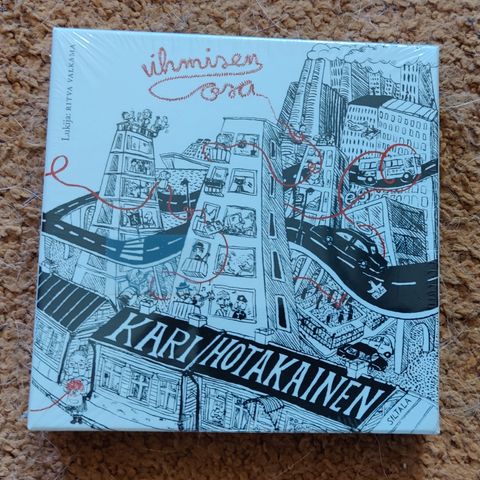 ihmisen
osa
Lukija: RITVA VALKAMA
KARI HOTAKAINEN
SILTALA